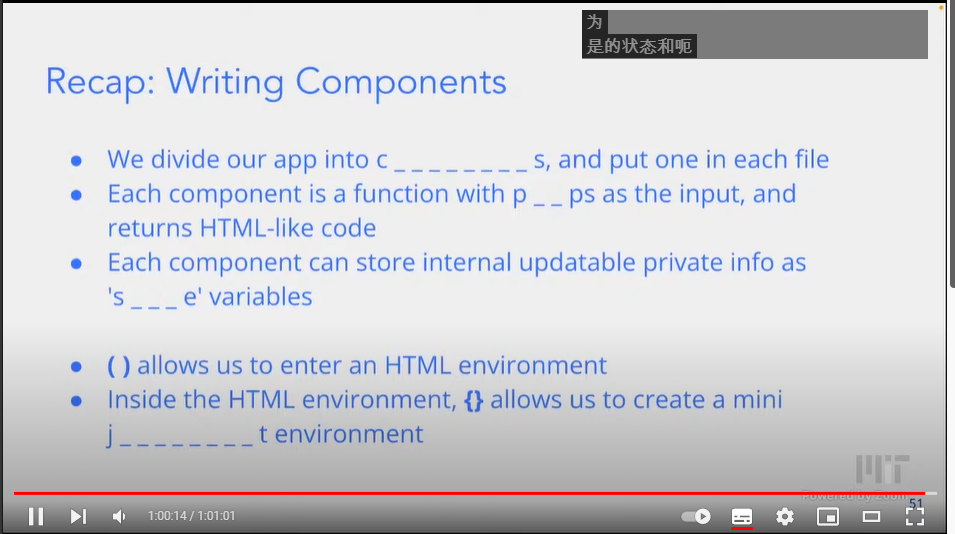 为
是的状态和呃
Recap: Writing Components
● We divide our app into c _ _ _ _ _ _ _ _ s, and put one in each file
● Each component is a function with p _ _ ps as the input, and
returns HTML-like code
● Each component can store internal updatable private info as
's _ _ _ e' variables
● ( ) allows us to enter an HTML environment
● Inside the HTML environment, {} allows us to create a mini
j _ _ _ _ _ _ _ _ t environment
MIT
Powered by Zoom
51
1:00:14 / 1:01:01